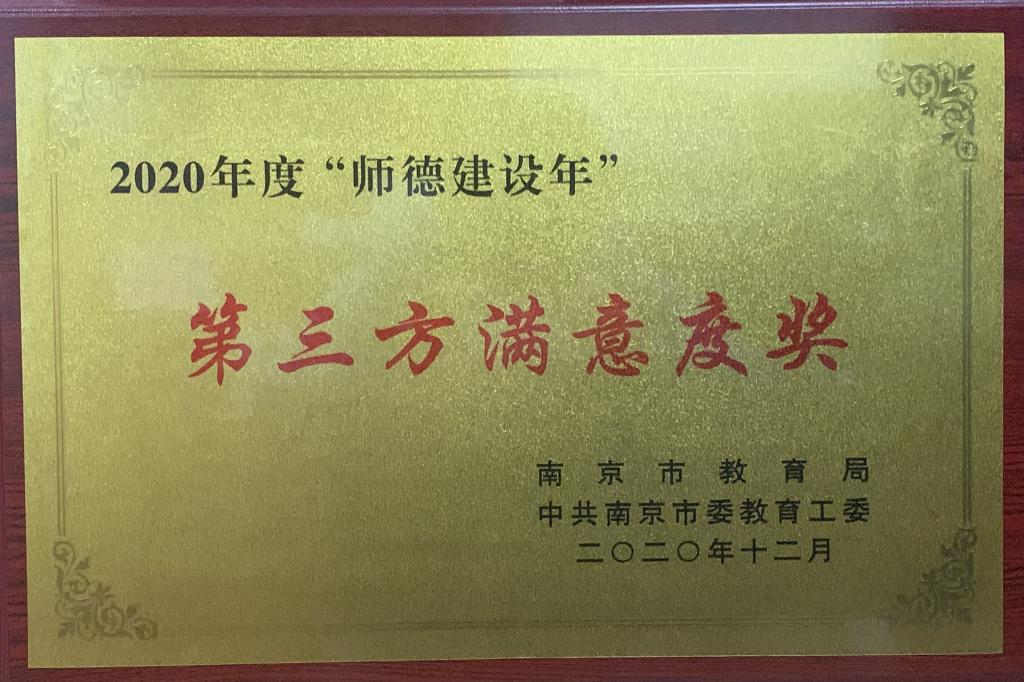 2020年度“师德建设年”
第三方满意度奖
南京市教育局
中共南京市委教育工委
二〇二〇年十二月